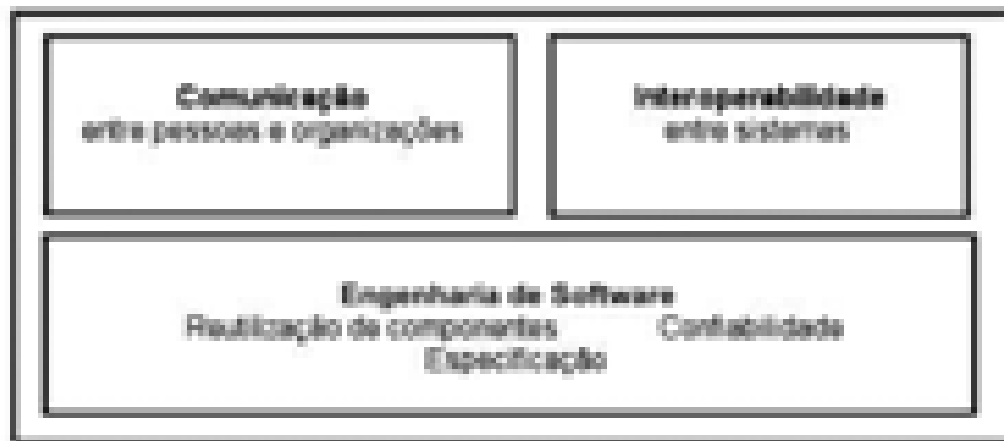 Comunicação
entre pessoas e organizações
Interoperabilidade
entre sistemas
Engenharia de Software
Reutilização de componentes Confiabilidade
Especificação